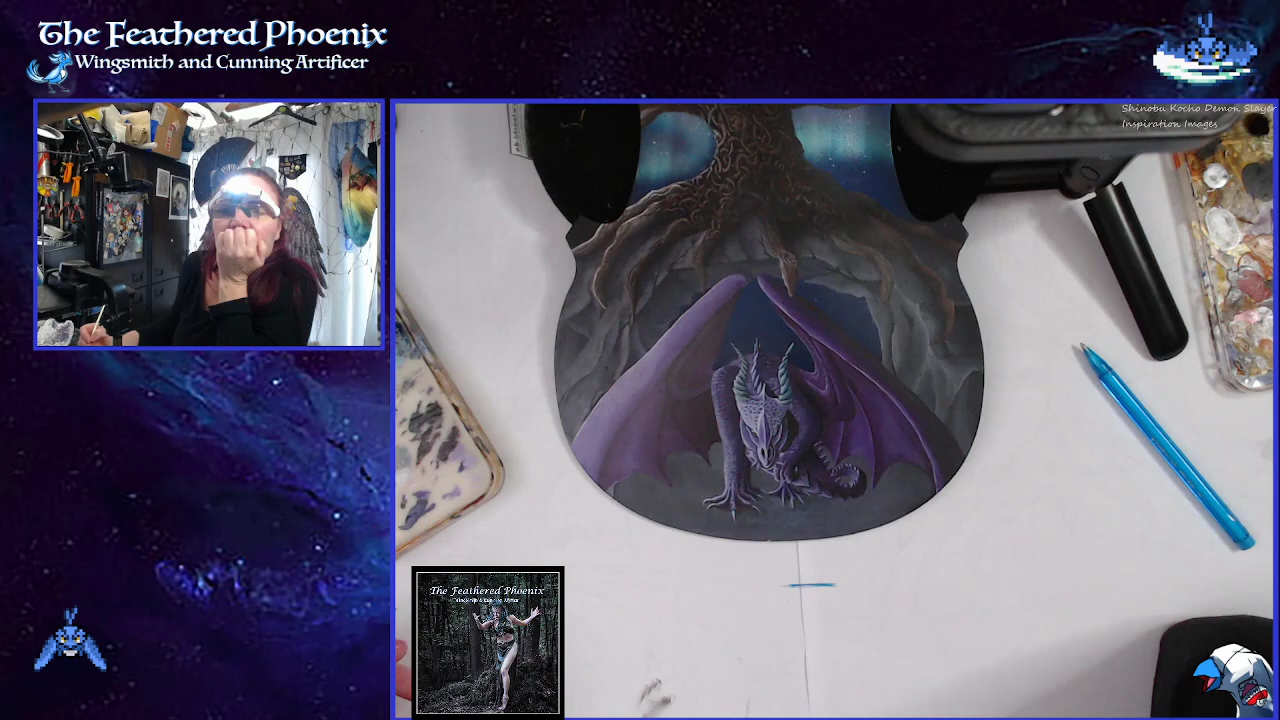 The Feathered Phoenix
Wingsmith and Cunning Artificer
Shinobu Kocho Demon Slayer
Inspiration Images
The Feathered Phoenix